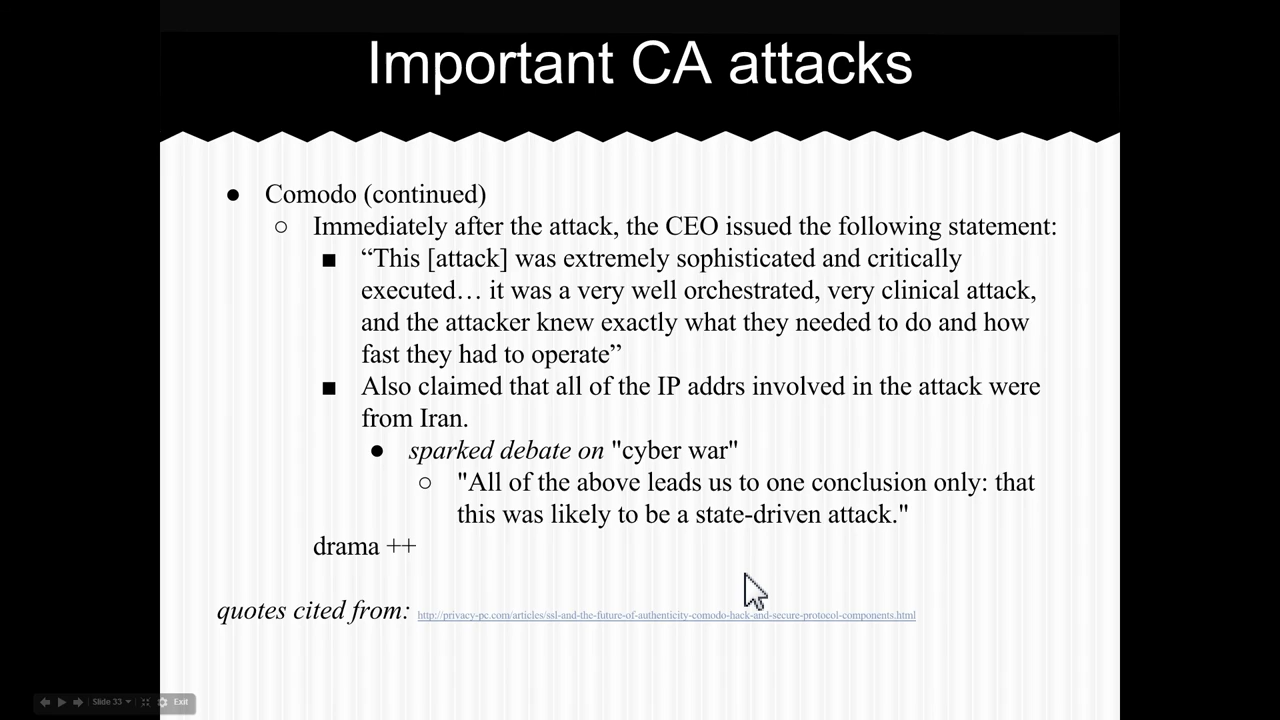 Important CA attacks
● Comodo (continued)
○ Immediately after the attack, the CEO issued the following statement:
■ “This [attack] was extremely sophisticated and critically
executed… it was a very well orchestrated, very clinical attack,
and the attacker knew exactly what they needed to do and how
fast they had to operate”
■ Also claimed that all of the IP addrs involved in the attack were
from Iran.
● sparked debate on "cyber war"
○ "All of the above leads us to one conclusion only: that
this was likely to be a state-driven attack."
drama ++
quotes cited from: http://privacy-pc.com/articles/ssl-and-the-future-of-authenticity-comodo-hack-and-secure-protocol-components.html
Slide 33 Exit